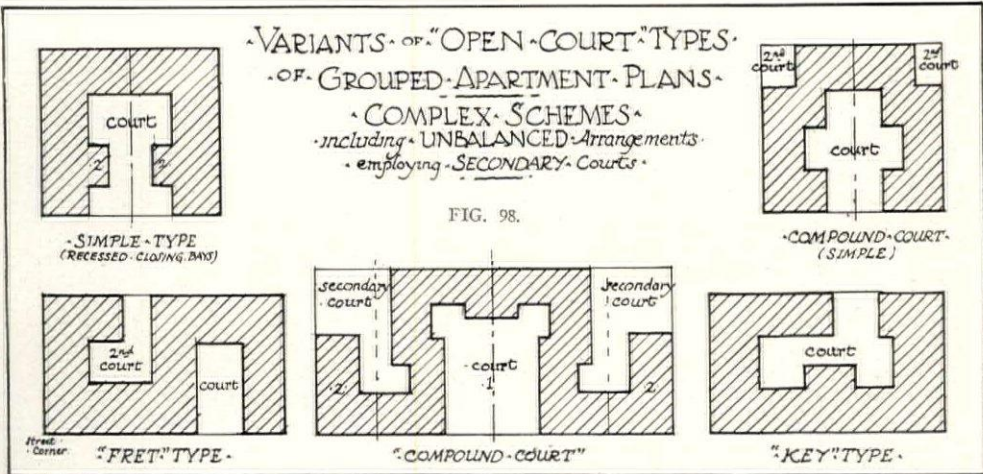 ·VARIANTS·OF·"OPEN·COURT"·TYPES·
·OF·GROUPED·APARTMENT·PLANS·
·COMPLEX·SCHEMES·
·including·UNBALANCED·Arrangements·
·employing·SECONDARY·Courts·
FIG. 98.
court
2
2
·SIMPLE·TYPE·
(RECESSED·CLOSING·BAYS)
2nd
court
2nd
court
court
·COMPOUND·COURT·
(SIMPLE)
2nd
court
court
Street
Corner
·"FRET"·TYPE·
secondary
court
secondary
court
court
1
2
2
·"COMPOUND·COURT"
court
·"KEY"·TYPE·